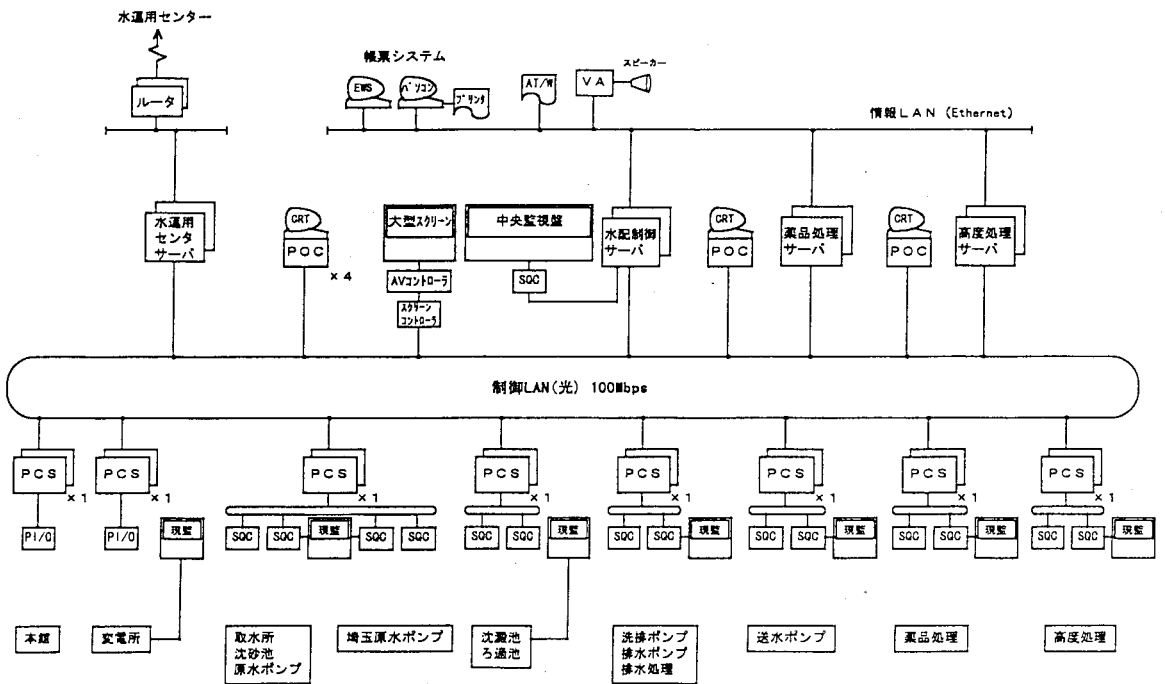 水運用センター
帳票システム
スピーカー
EWS
パソコン
プリンタ
AT/W
VA
ルータ
情報LAN (Ethernet)
水運用
センタ
サーバ
CRT
POC
×4
大型スクリーン
AVコントローラ
スクリーン
コントローラ
中央監視盤
SQC
水配制御
サーバ
CRT
POC
薬品処理
サーバ
CRT
POC
高度処理
サーバ
制御LAN(光) 100Mbps
PCS
×1
PCS
×1
PCS
×1
PCS
×1
PCS
×1
PCS
×1
PCS
×1
PCS
×1
PI/O
PI/O
現監
SQC
SQC
現監
SQC
SQC
SQC
SQC
現監
SQC
SQC
現監
SQC
SQC
現監
SQC
SQC
現監
SQC
SQC
現監
本館
変電所
取水所
沈砂池
原水ポンプ
埼玉原水ポンプ
沈澱池
ろ過池
洗排ポンプ
排水ポンプ
排水処理
送水ポンプ
薬品処理
高度処理